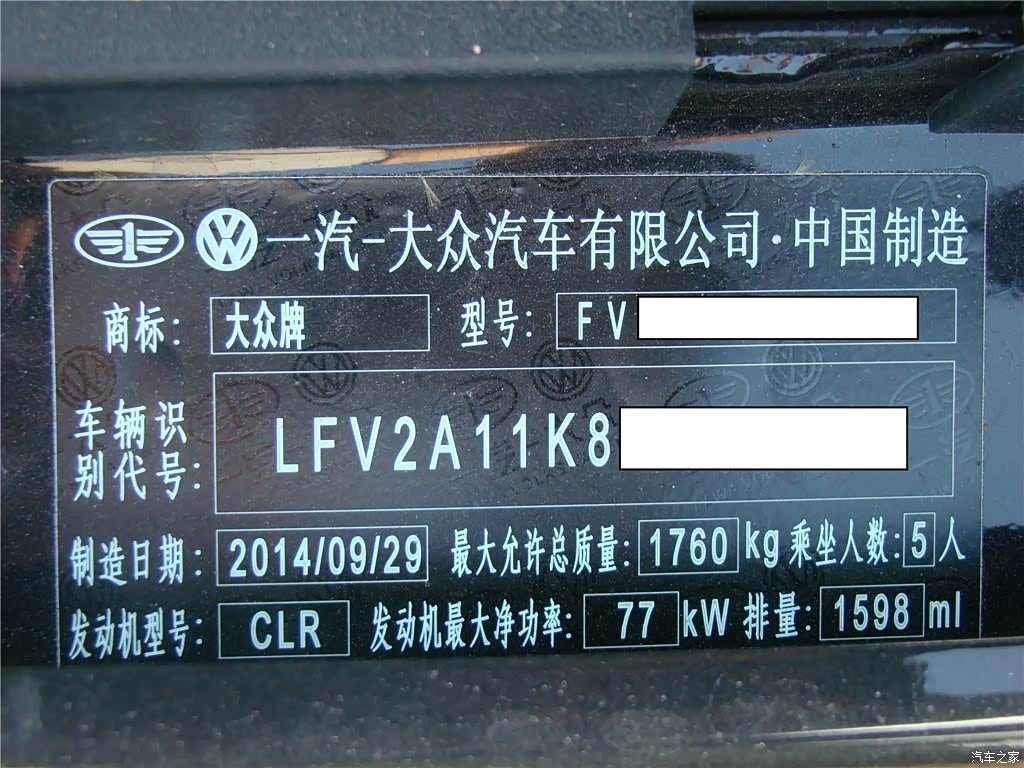 一汽-大众汽车有限公司·中国制造
商标: 大众牌 型号: FV
车辆识别代号: LFV2A11K8
制造日期: 2014/09/29 最大允许总质量: 1760 kg 乘坐人数: 5 人
发动机型号: CLR 发动机最大净功率: 77 kW 排量: 1598 ml
汽车之家